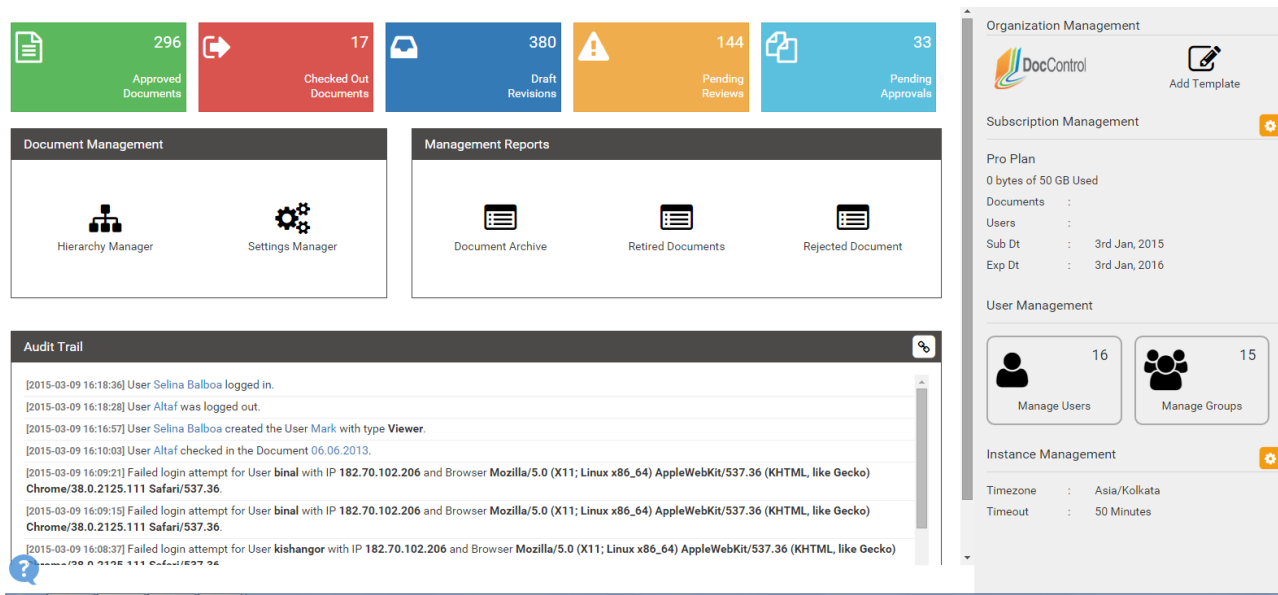 296
Approved
Documents
17
Checked Out
Documents
380
Draft
Revisions
144
Pending
Reviews
33
Pending
Approvals
Document Management
Hierarchy Manager
Settings Manager
Management Reports
Document Archive
Retired Documents
Rejected Document
Audit Trail
[2015-03-09 16:18:36] User Selina Balboa logged in.
[2015-03-09 16:18:28] User Altaf was logged out.
[2015-03-09 16:16:57] User Selina Balboa created the User Mark with type Viewer.
[2015-03-09 16:10:03] User Altaf checked in the Document 06.06.2013.
[2015-03-09 16:09:21] Failed login attempt for User binal with IP 182.70.102.206 and Browser Mozilla/5.0 (X11; Linux x86_64) AppleWebKit/537.36 (KHTML, like Gecko)
Chrome/38.0.2125.111 Safari/537.36.
[2015-03-09 16:09:15] Failed login attempt for User binal with IP 182.70.102.206 and Browser Mozilla/5.0 (X11; Linux x86_64) AppleWebKit/537.36 (KHTML, like Gecko)
Chrome/38.0.2125.111 Safari/537.36.
[2015-03-09 16:08:37] Failed login attempt for User kishangor with IP 182.70.102.206 and Browser Mozilla/5.0 (X11; Linux x86_64) AppleWebKit/537.36 (KHTML, like Gecko)
?
Organization Management
DocControl
Add Template
Subscription Management
Pro Plan
0 bytes of 50 GB Used
Documents :
Users :
Sub Dt : 3rd Jan, 2015
Exp Dt : 3rd Jan, 2016
User Management
16
Manage Users
15
Manage Groups
Instance Management
Timezone : Asia/Kolkata
Timeout : 50 Minutes